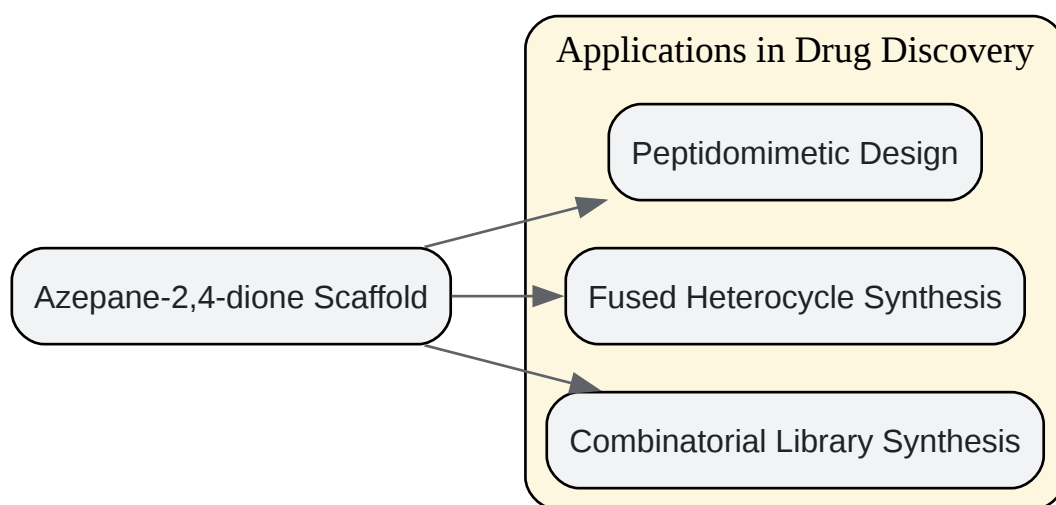 Applications in Drug Discovery
Peptidomimetic Design
Azepane-2,4-dione Scaffold
Fused Heterocycle Synthesis
Combinatorial Library Synthesis